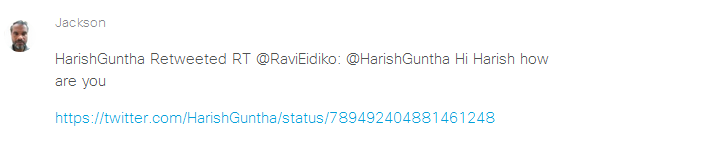 Jackson
HarishGuntha Retweeted RT @RaviEidiko: @HarishGuntha Hi Harish how
are you
https://twitter.com/HarishGuntha/status/789492404881461248